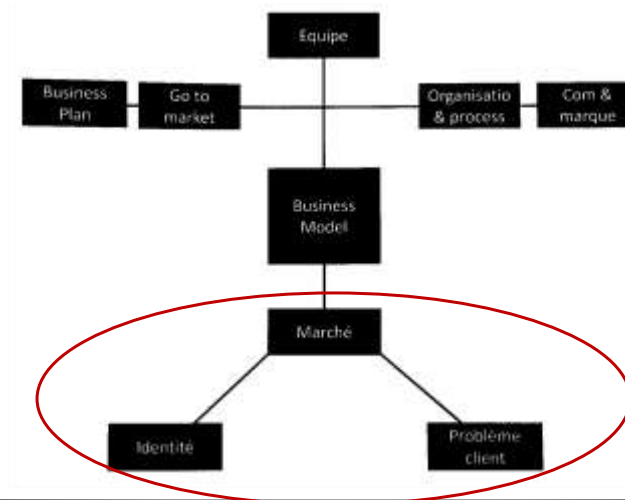 Equipe
Business
Plan
Go to
market
Organisatio
& process
Com &
marque
Business
Model
Marché
Identité
Problème
client